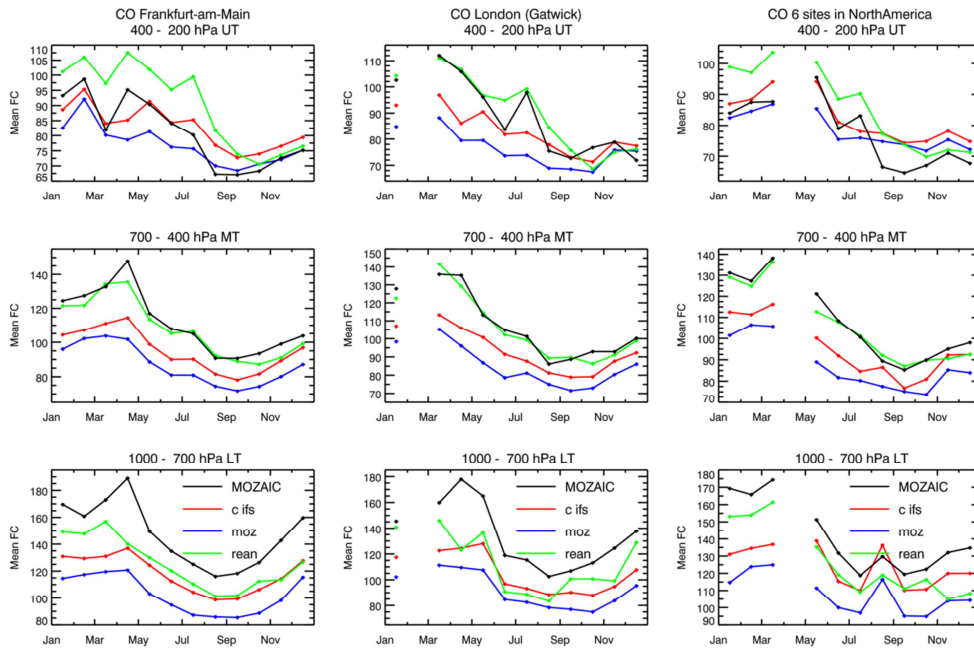 CO Frankfurt-am-Main
400 - 200 hPa UT
110
105
100
95
90
85
80
75
70
65
Mean FC
Jan Mar May Jul Sep Nov
CO London (Gatwick)
400 - 200 hPa UT
110
100
90
80
70
Mean FC
Jan Mar May Jul Sep Nov
CO 6 sites in NorthAmerica
400 - 200 hPa UT
100
90
80
70
Mean FC
Jan Mar May Jul Sep Nov
700 - 400 hPa MT
140
120
100
80
Mean FC
Jan Mar May Jul Sep Nov
700 - 400 hPa MT
150
140
130
120
110
100
90
80
70
Mean FC
Jan Mar May Jul Sep Nov
700 - 400 hPa MT
140
130
120
110
100
90
80
70
Mean FC
Jan Mar May Jul Sep Nov
1000 - 700 hPa LT
180
160
140
120
100
80
Mean FC
Jan Mar May Jul Sep Nov
MOZAIC
c ifs
moz
rean
1000 - 700 hPa LT
180
160
140
120
100
80
Mean FC
Jan Mar May Jul Sep Nov
MOZAIC
c ifs
moz
rean
1000 - 700 hPa LT
180
170
160
150
140
130
120
110
100
90
Mean FC
Jan Mar May Jul Sep Nov
MOZAIC
c ifs
moz
rean